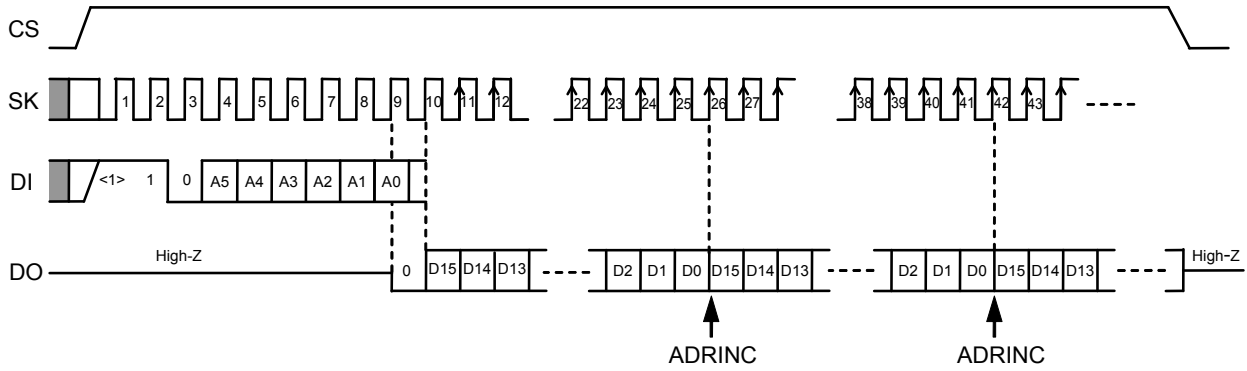 CS
SK 1 2 3 4 5 6 7 8 9 10 11 12 22 23 24 25 26 27 38 39 40 41 42 43
DI <1> 1 0 A5 A4 A3 A2 A1 A0
DO High-Z 0 D15 D14 D13 D2 D1 D0 D15 D14 D13 D2 D1 D0 D15 D14 D13 High-Z
ADRINC ADRINC